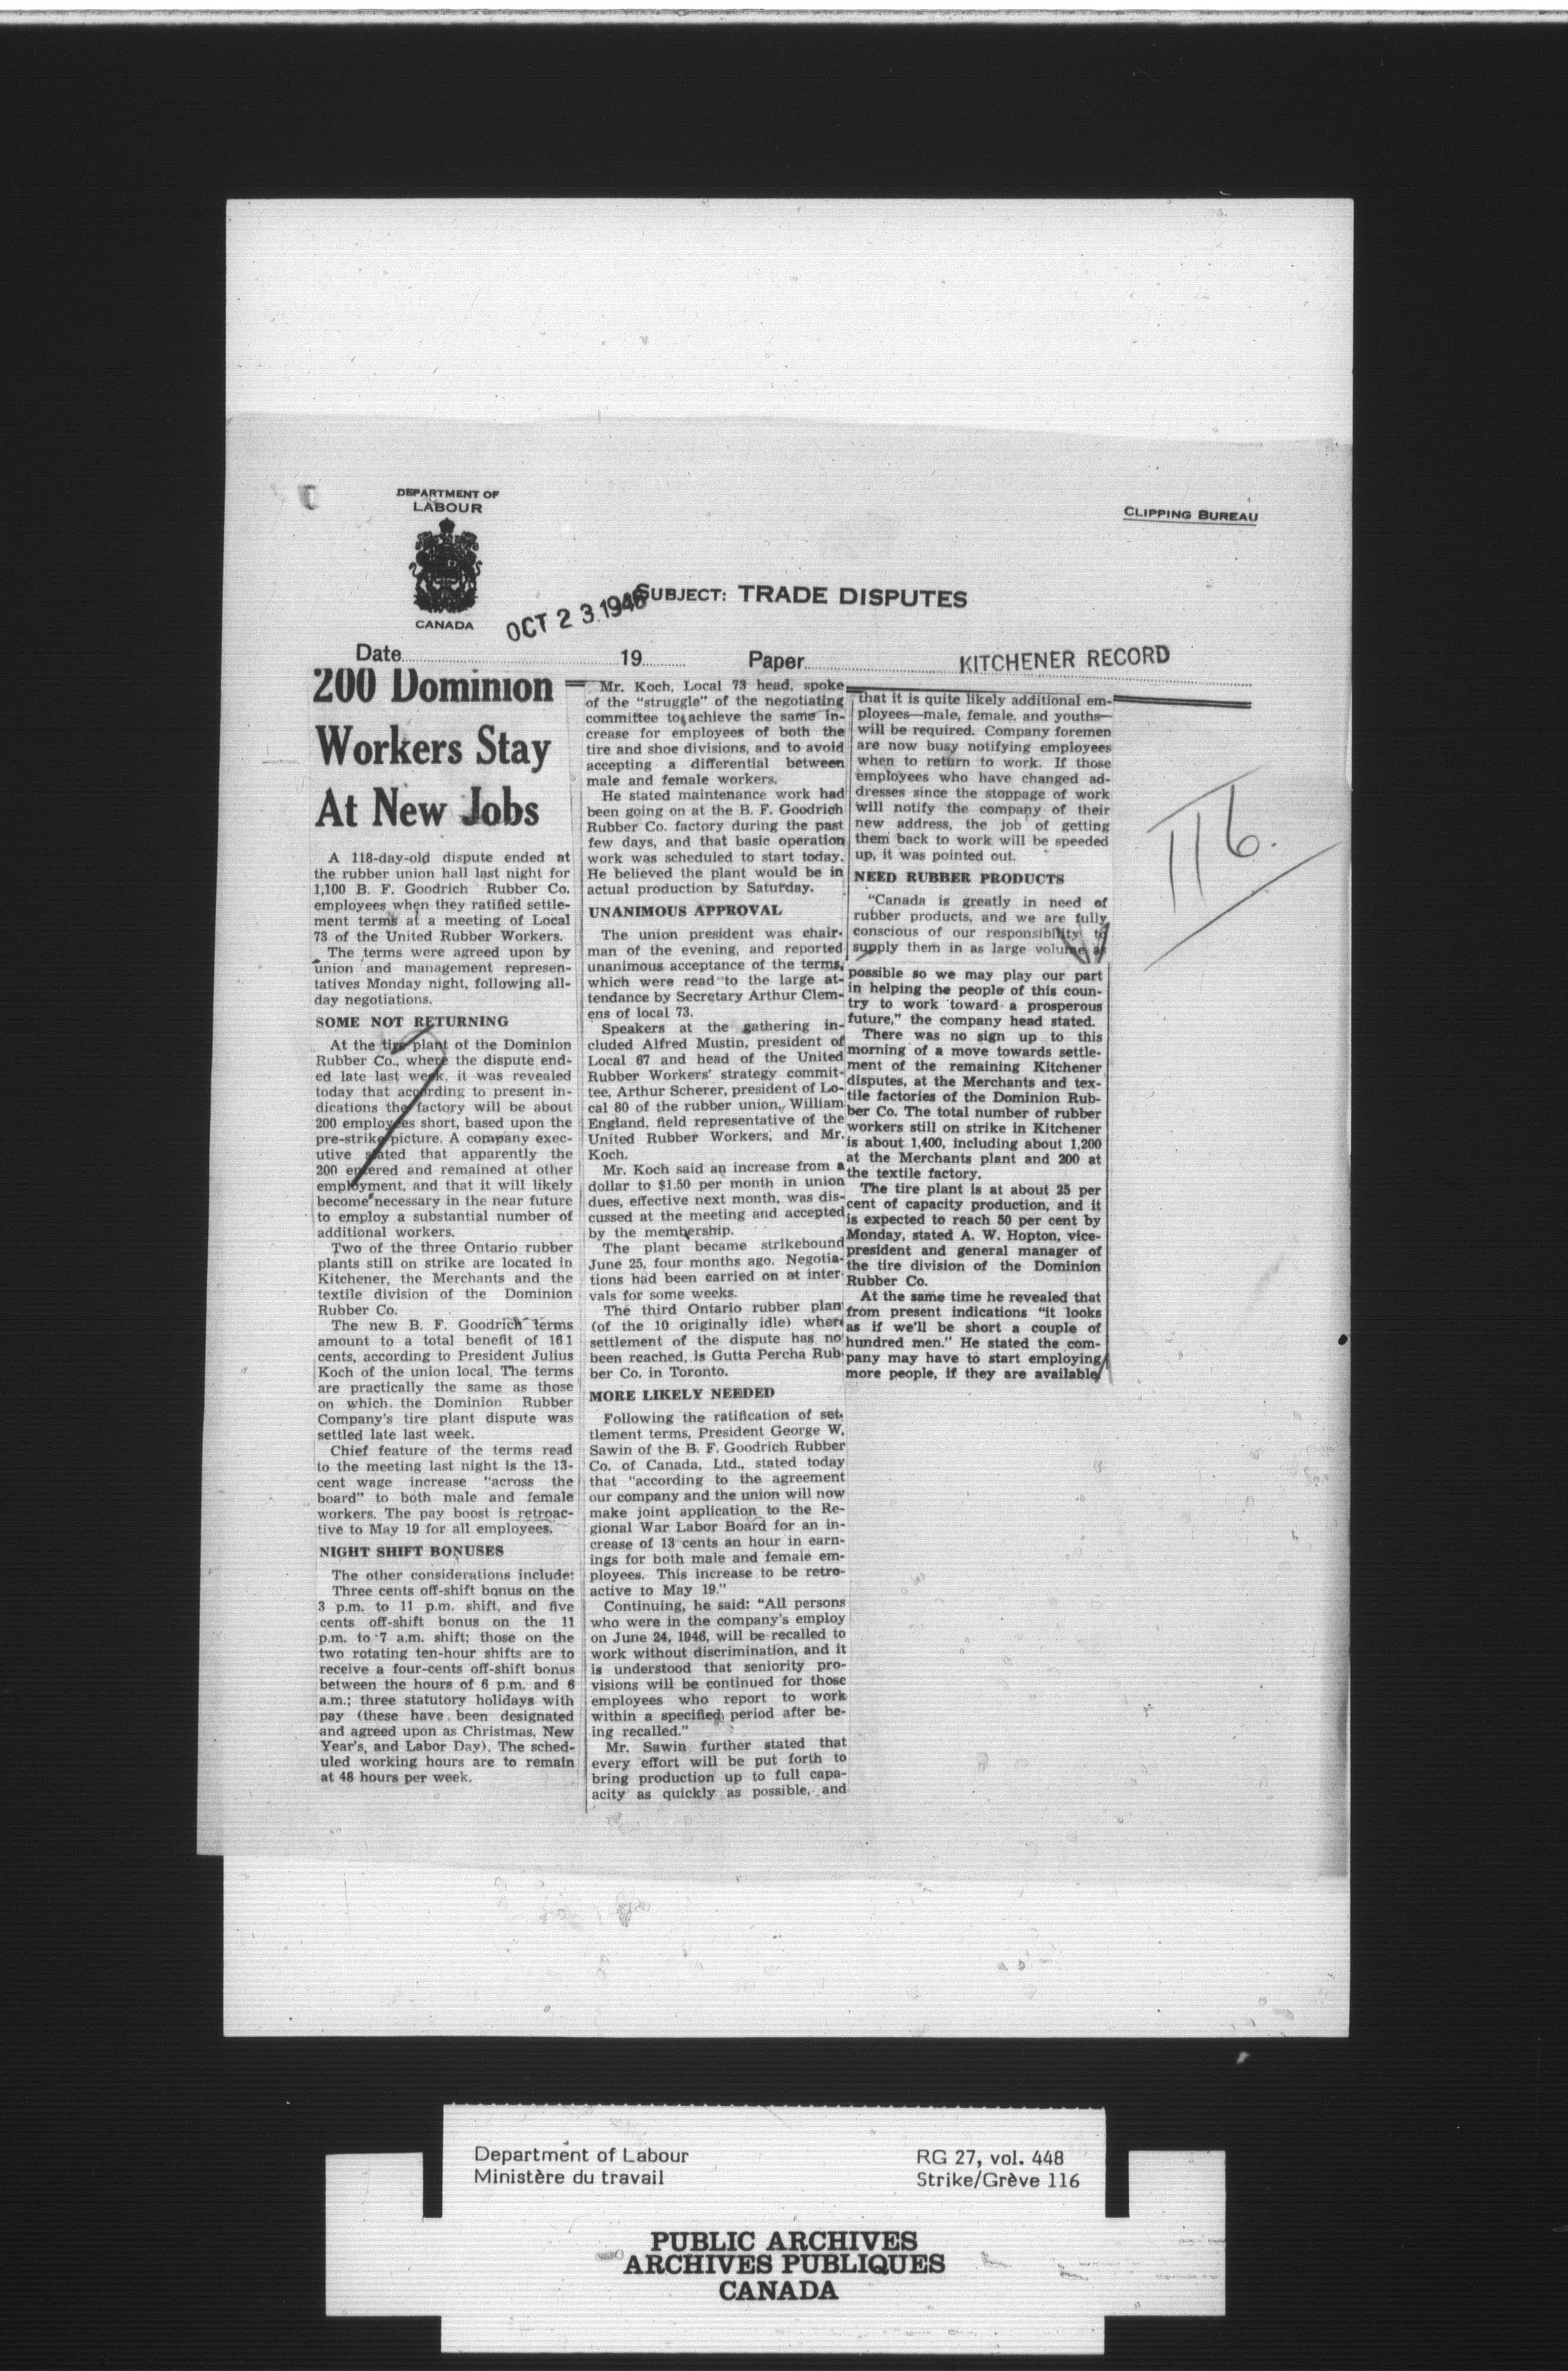 DEPARTMENT OF
LABOUR
CANADA
CLIPPING BUREAU
SUBJECT: TRADE DISPUTES
OCT 23 1946
Date 19 Paper KITCHENER RECORD
200 Dominion
Workers Stay
At New Jobs
A 118-day-old dispute ended at
the rubber union hall last night for
1,100 B. F. Goodrich Rubber Co.
employees when they ratified settle-
ment terms at a meeting of Local
73 of the United Rubber Workers.
The terms were agreed upon by
union and management represen-
tatives Monday night, following all-
day negotiations.
SOME NOT RETURNING
At the tire plant of the Dominion
Rubber Co., where the dispute end-
ed late last week, it was revealed
today that according to present in-
dications the factory will be about
200 employees short, based upon the
pre-strike picture. A company exec-
utive stated that apparently the
200 entered and remained at other
employment, and that it will likely
become necessary in the near future
to employ a substantial number of
additional workers.
Two of the three Ontario rubber
plants still on strike are located in
Kitchener, the Merchants and the
textile division of the Dominion
Rubber Co.
The new B. F. Goodrich terms
amount to a total benefit of 161
cents, according to President Julius
Koch of the union local. The terms
are practically the same as those
on which the Dominion Rubber
Company's tire plant dispute was
settled late last week.
Chief feature of the terms read
to the meeting last night is the 13-
cent wage increase "across the
board" to both male and female
workers. The pay boost is retroac-
tive to May 19 for all employees.
NIGHT SHIFT BONUSES
The other considerations include:
Three cents off-shift bonus on the
3 p.m. to 11 p.m. shift, and five
cents off-shift bonus on the 11
p.m. to 7 a.m. shift; those on the
two rotating ten-hour shifts are to
receive a four-cents off-shift bonus
between the hours of 6 p.m. and 6
a.m.; three statutory holidays with
pay (these have been designated
and agreed upon as Christmas, New
Year's, and Labor Day). The sched-
uled working hours are to remain
at 48 hours per week.
Mr. Koch, Local 73 head, spoke
of the "struggle" of the negotiating
committee to achieve the same in-
crease for employees of both the
tire and shoe divisions, and to avoid
accepting a differential between
male and female workers.
He stated maintenance work had
been going on at the B. F. Goodrich
Rubber Co. factory during the past
few days, and that basic operation
work was scheduled to start today.
He believed the plant would be in
actual production by Saturday.
UNANIMOUS APPROVAL
The union president was chair-
man of the evening, and reported
unanimous acceptance of the terms,
which were read to the large at-
tendance by Secretary Arthur Clem-
ens of local 73.
Speakers at the gathering in-
cluded Alfred Mustin, president of
Local 67 and head of the United
Rubber Workers' strategy commit-
tee, Arthur Scherer, president of Lo-
cal 80 of the rubber union, William
England, field representative of the
United Rubber Workers, and Mr.
Koch.
Mr. Koch said an increase from a
dollar to $1.50 per month in union
dues, effective next month, was dis-
cussed at the meeting and accepted
by the membership.
The plant became strikebound
June 25, four months ago. Negotia-
tions had been carried on at inter-
vals for some weeks.
The third Ontario rubber plan
(of the 10 originally idle) where
settlement of the dispute has no
been reached, is Gutta Percha Rub-
ber Co. in Toronto.
MORE LIKELY NEEDED
Following the ratification of set-
tlement terms, President George W.
Sawin of the B. F. Goodrich Rubber
Co. of Canada, Ltd., stated today
that "according to the agreement
our company and the union will now
make joint application to the Re-
gional War Labor Board for an in-
crease of 13 cents an hour in earn-
ings for both male and female em-
ployees. This increase to be retro-
active to May 19."
Continuing, he said: "All persons
who were in the company's employ
on June 24, 1946, will be recalled to
work without discrimination, and it
is understood that seniority pro-
visions will be continued for those
employees who report to work
within a specified period after be-
ing recalled."
Mr. Sawin further stated that
every effort will be put forth to
bring production up to full capa-
acity as quickly as possible, and
that it is quite likely additional em-
ployees—male, female, and youths—
will be required. Company foremen
are now busy notifying employees
when to return to work. If those
employees who have changed ad-
dresses since the stoppage of work
will notify the company of their
new address, the job of getting
them back to work will be speeded
up, it was pointed out.
NEED RUBBER PRODUCTS
"Canada is greatly in need of
rubber products, and we are fully
conscious of our responsibility to
supply them in as large volume as
possible so we may play our part
in helping the people of this coun-
try to work toward a prosperous
future," the company head stated.
There was no sign up to this
morning of a move towards settle-
ment of the remaining Kitchener
disputes, at the Merchants and tex-
tile factories of the Dominion Rub-
ber Co. The total number of rubber
workers still on strike in Kitchener
is about 1,400, including about 1,200
at the Merchants plant and 200 at
the textile factory.
The tire plant is at about 25 per
cent of capacity production, and it
is expected to reach 50 per cent by
Monday, stated A. W. Hopton, vice-
president and general manager of
the tire division of the Dominion
Rubber Co.
At the same time he revealed that
from present indications "it looks
as if we'll be short a couple of
hundred men." He stated the com-
pany may have to start employing
more people, if they are available
116.
Department of Labour
Ministère du travail
RG 27, vol. 448
Strike/Grève 116
PUBLIC ARCHIVES
ARCHIVES PUBLIQUES
CANADA